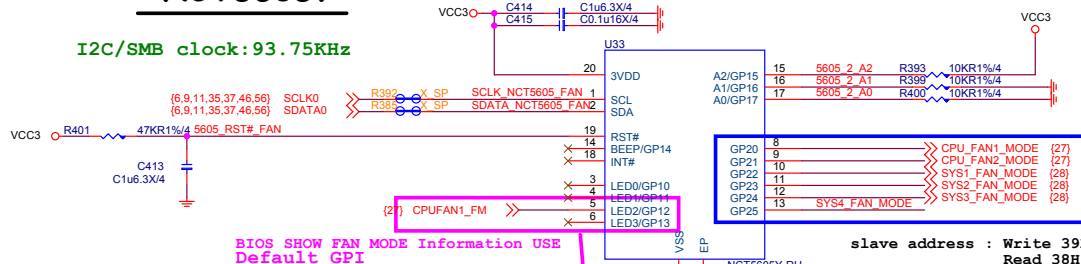 I2C/SMB clock:93.75KHz
VCC3
C414
C1u6.3X/4
C415
C0.1u16X/4
VCC3
U33
20
3VDD
A2/GP15
15
5605_2_A2
R393
10KR1%/4
A1/GP16
16
5605_2_A1
R399
10KR1%/4
A0/GP17
17
5605_2_A0
R400
10KR1%/4
{6,9,11,35,37,46,56}
SCLK0
R392
X_SP
SCLK_NCT5605_FAN
1
SCL
{6,9,11,35,37,46,56}
SDATA0
R385
X_SP
SDATA_NCT5605_FAN
2
SDA
VCC3
R401
47KR1%/4
5605_RST#_FAN
19
RST#
14
BEEP/GP14
18
INT#
C413
C1u6.3X/4
GP20
8
CPU_FAN1_MODE
{27}
GP21
9
CPU_FAN2_MODE
{27}
GP22
10
SYS1_FAN_MODE
{28}
GP23
11
SYS2_FAN_MODE
{28}
GP24
12
SYS3_FAN_MODE
{28}
GP25
13
SYS4_FAN_MODE
3
LED0/GP10
4
LED1/GP11
{27}
CPUFAN1_FM
5
LED2/GP12
6
LED3/GP13
VSS
EP
BIOS SHOW FAN MODE Information USE
Default GPI
slave address : Write 39
Read 38H